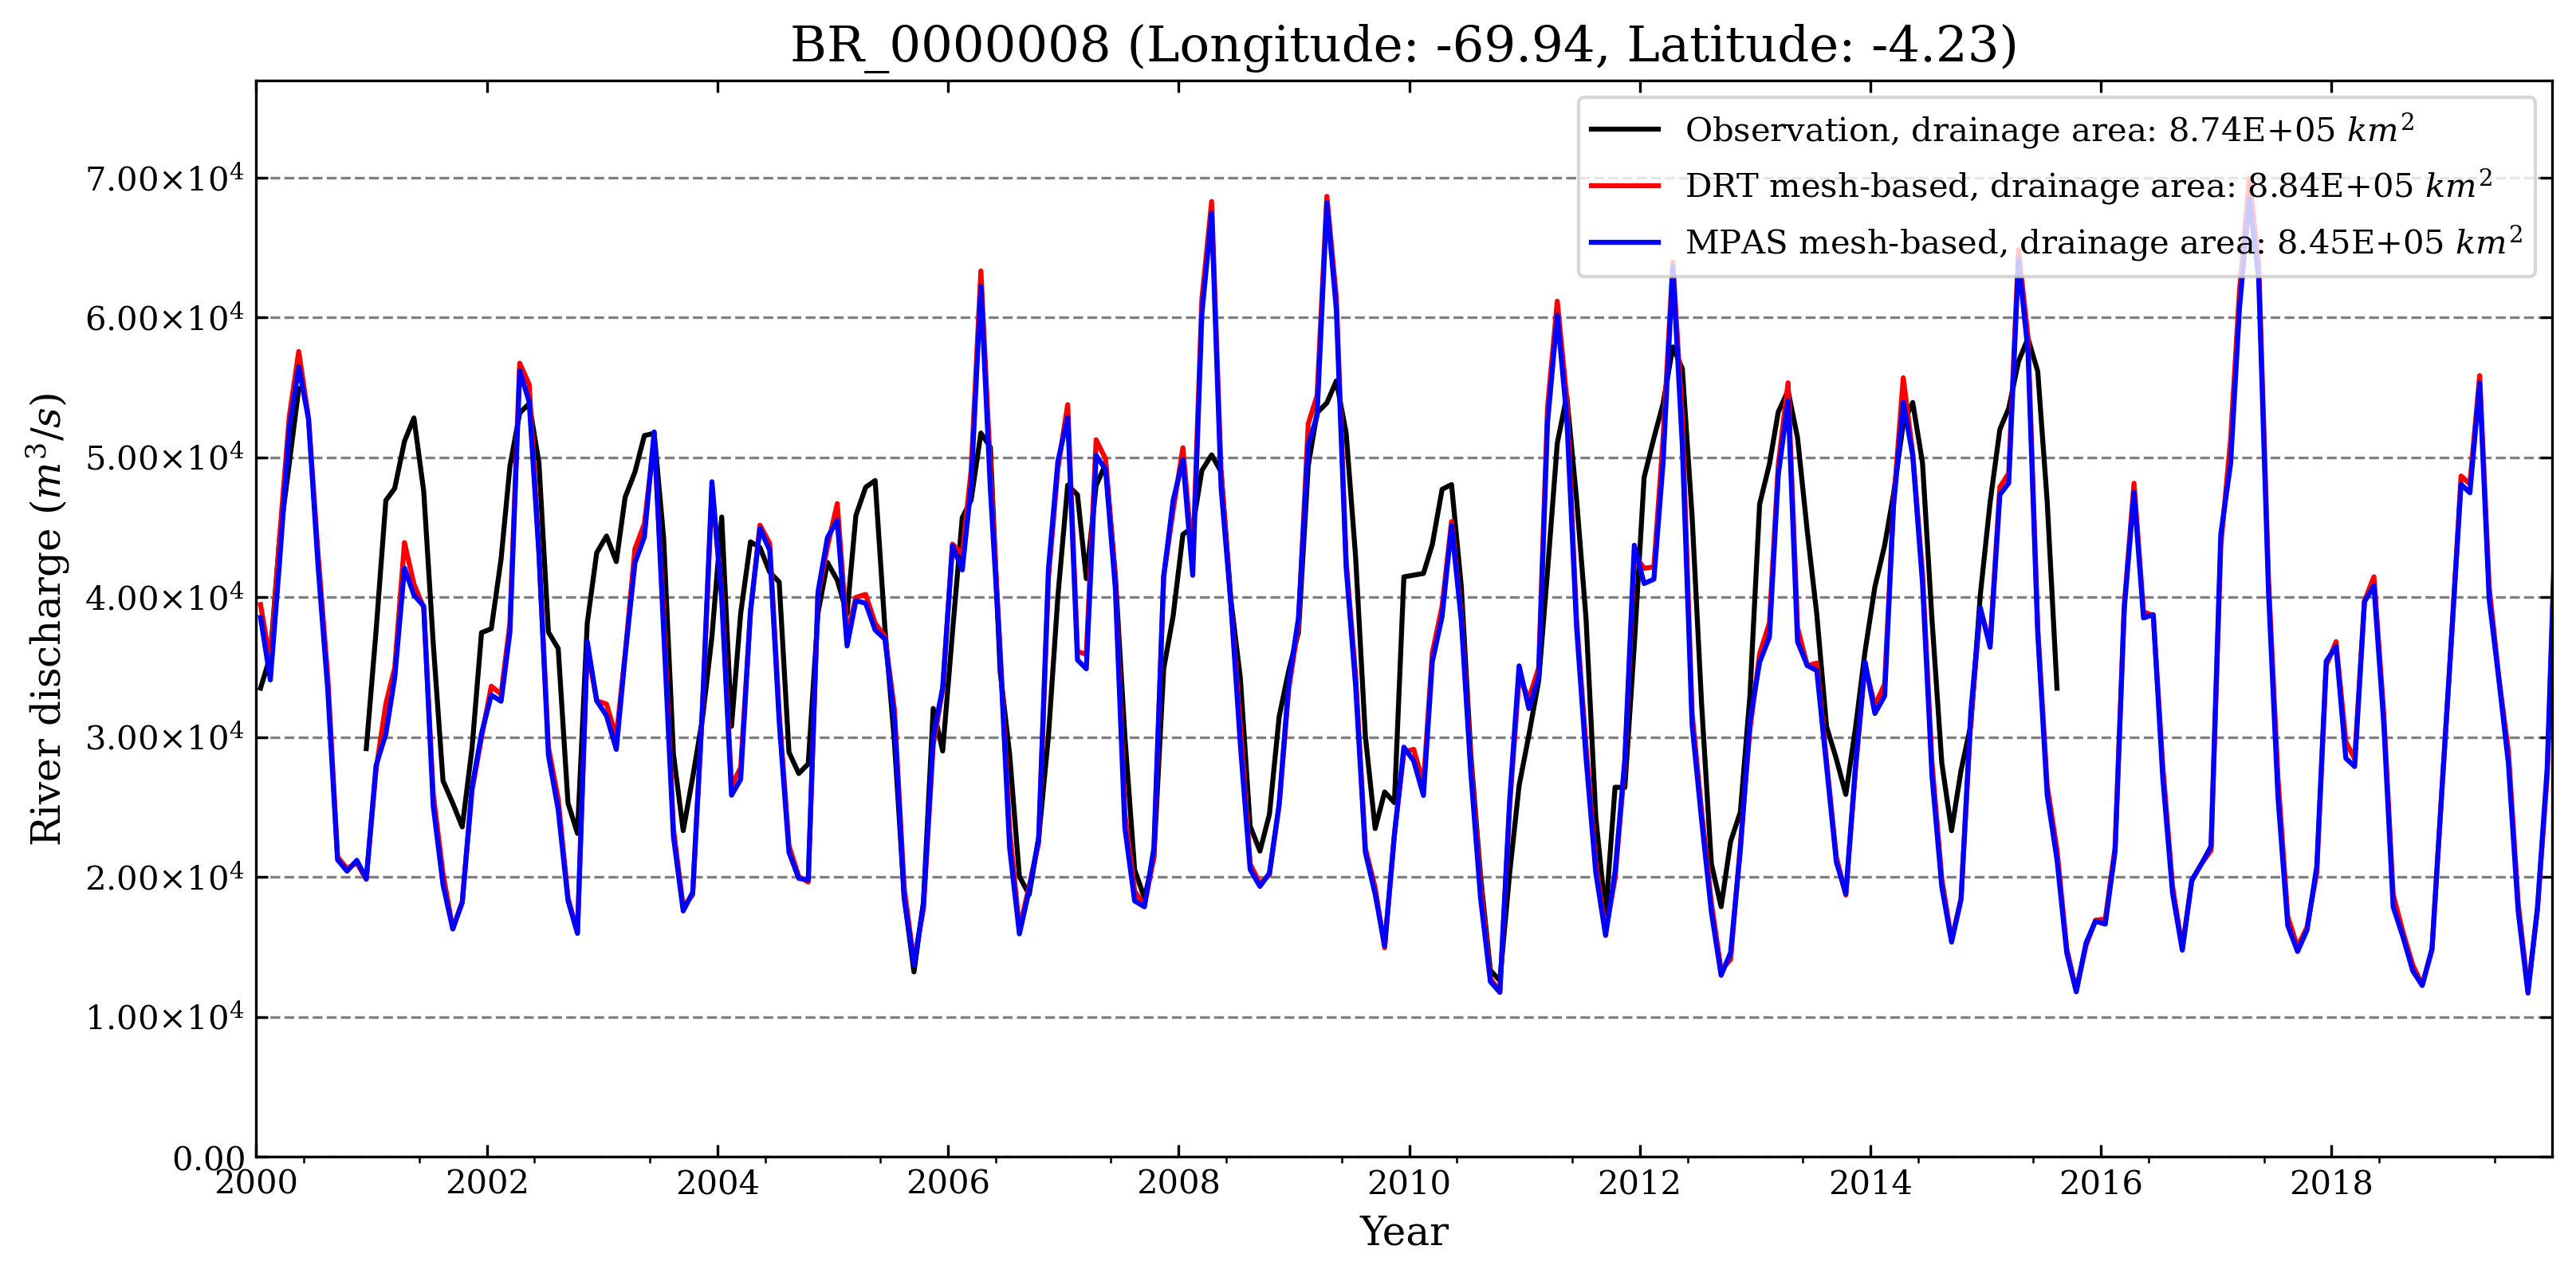 BR_0000008 (Longitude: -69.94, Latitude: -4.23)
Observation, drainage area: 8.74E+05 km²
DRT mesh-based, drainage area: 8.84E+05 km²
MPAS mesh-based, drainage area: 8.45E+05 km²
River discharge (m³/s)
7.00×10⁴
6.00×10⁴
5.00×10⁴
4.00×10⁴
3.00×10⁴
2.00×10⁴
1.00×10⁴
0.00
2000 2002 2004 2006 2008 2010 2012 2014 2016 2018
Year